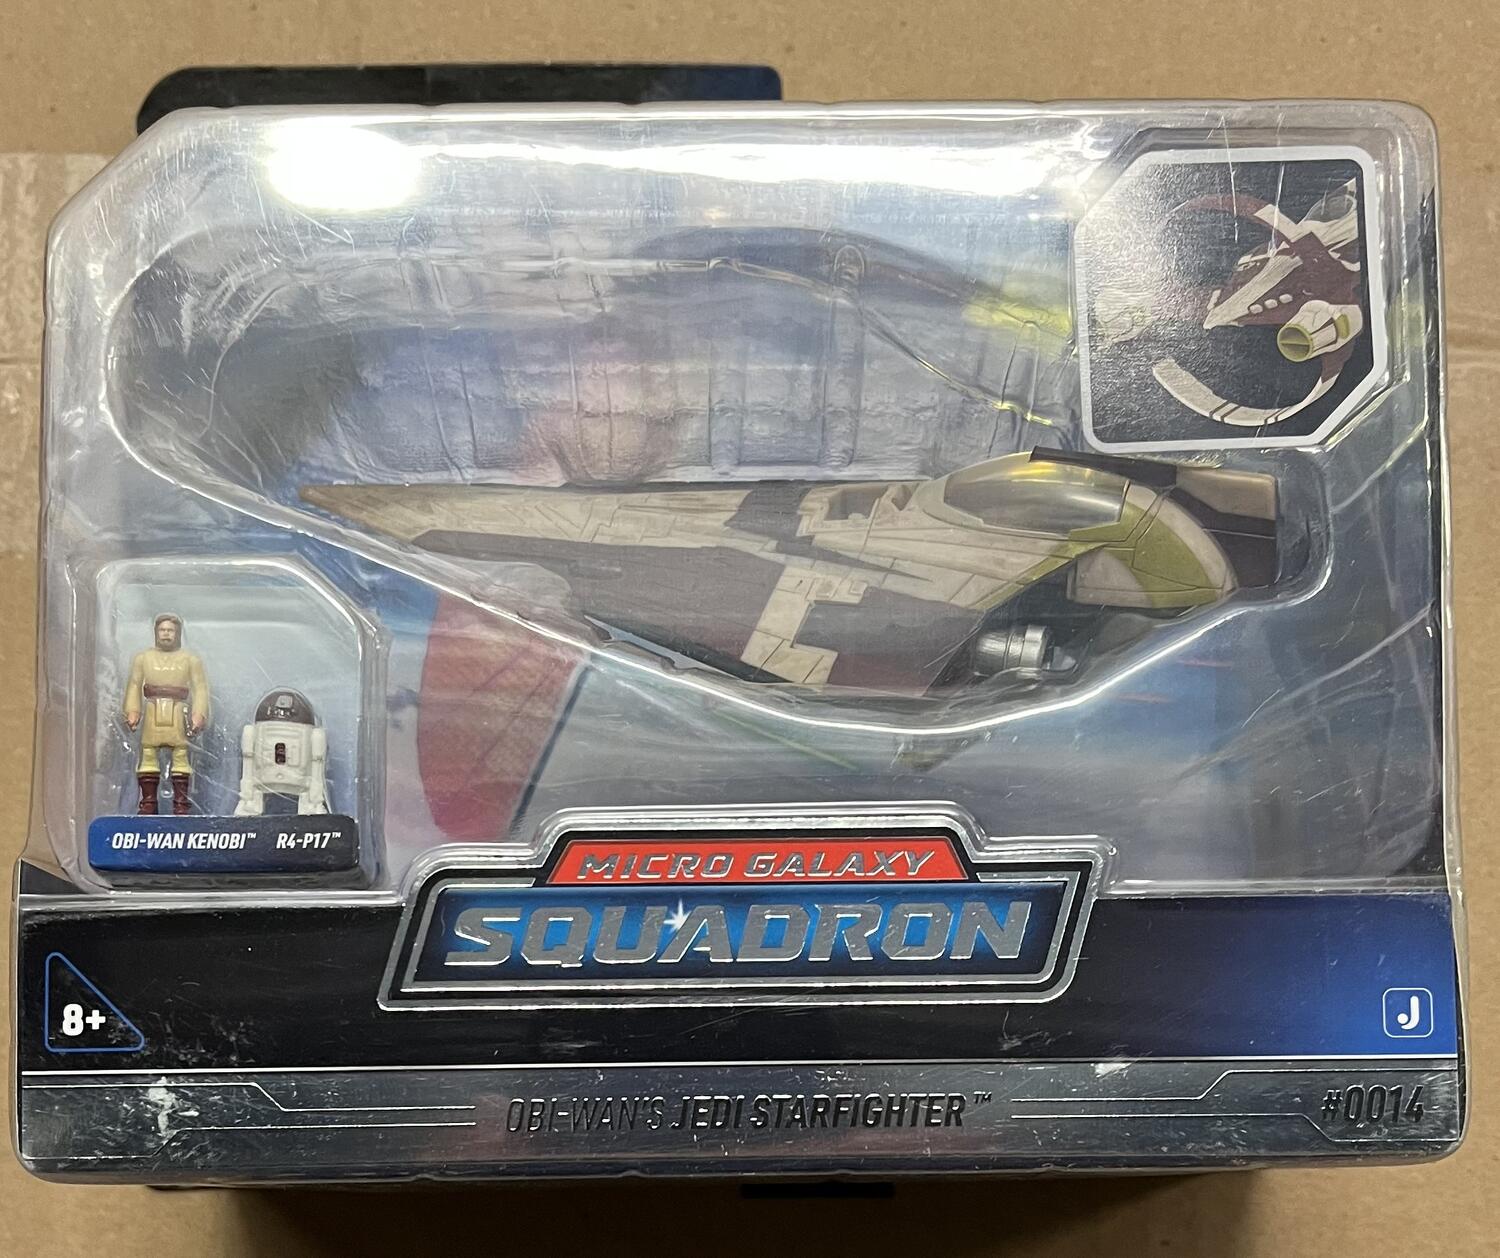 OBI-WAN KENOBI™ R4-P17™
MICRO GALAXY
SQUADRON
8+
J
OBI-WAN'S JEDI STARFIGHTER™
#0014